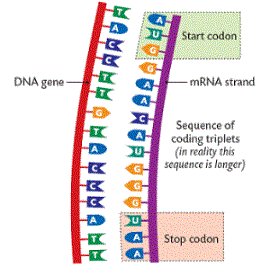 T
A
C
C
T
T
G
T
A
C
C
C
A
T
T
DNA gene
A
U
G
G
A
A
C
A
U
G
G
G
U
A
A
Start codon
mRNA strand
Sequence of
coding triplets
(in reality this
sequence is longer)
Stop codon